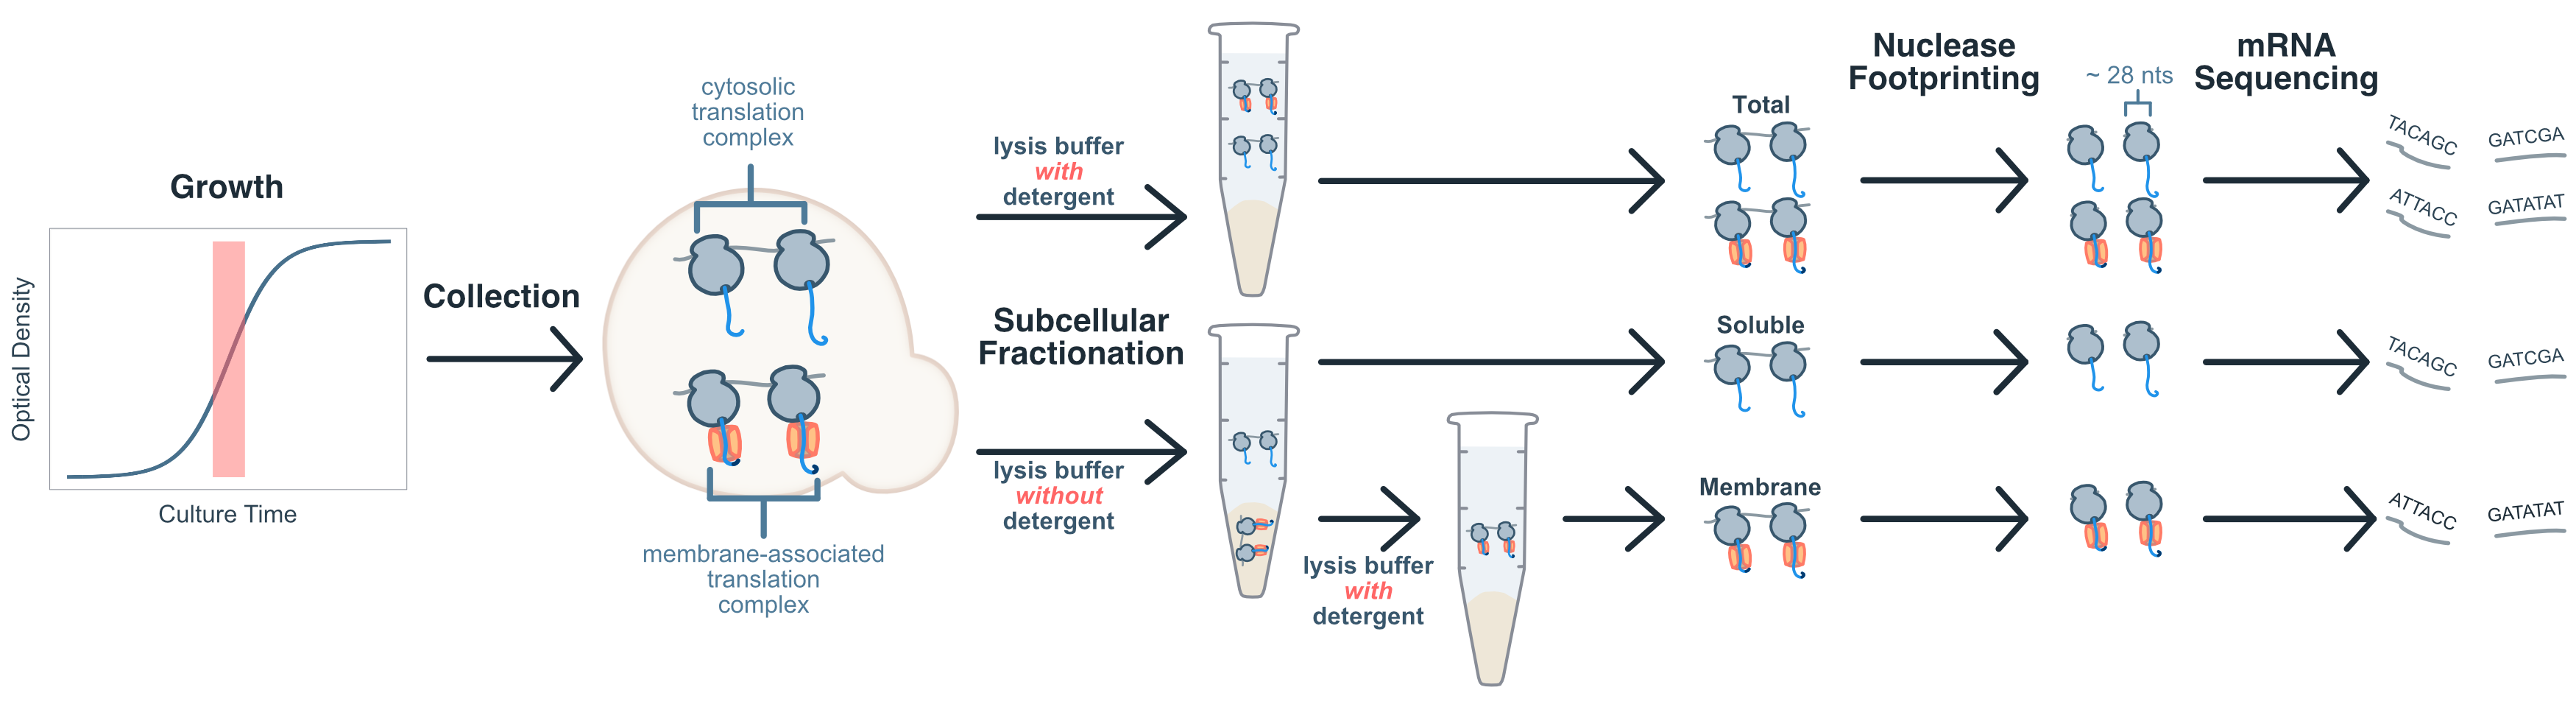 Growth
Optical Density
Culture Time
Collection
cytosolic
translation
complex
membrane-associated
translation
complex
lysis buffer
with
detergent
Subcellular
Fractionation
lysis buffer
without
detergent
lysis buffer
with
detergent
Total
Soluble
Membrane
Nuclease
Footprinting
~ 28 nts
mRNA
Sequencing
TACAGC
GATCGA
ATTACC
GATATAT
TACAGC
GATCGA
ATTACC
GATATAT